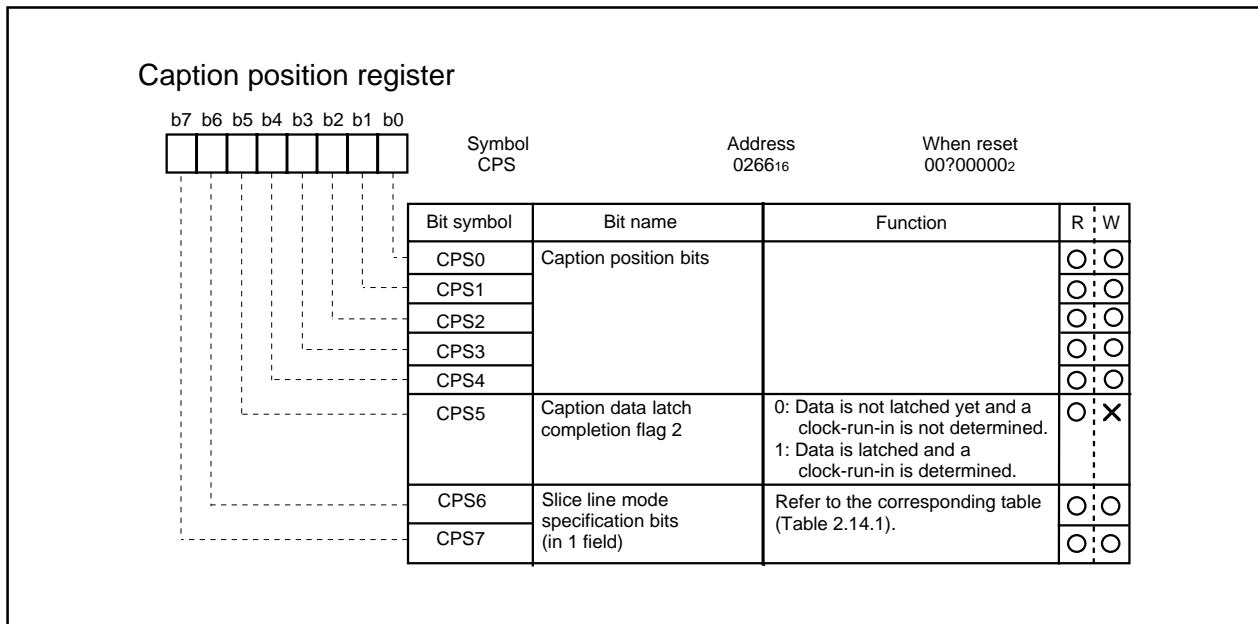 Caption position register
b7 b6 b5 b4 b3 b2 b1 b0
Symbol Address When reset
CPS 026616 00?000002
Bit symbol Bit name Function R W
CPS0 Caption position bits
CPS1
CPS2
CPS3
CPS4
CPS5 Caption data latch completion flag 2 0: Data is not latched yet and a
clock-run-in is not determined.
1: Data is latched and a
clock-run-in is determined.
CPS6 Slice line mode specification bits (in 1 field) Refer to the corresponding table
(Table 2.14.1).
CPS7